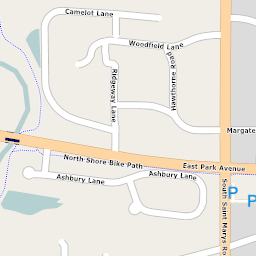 Camelot Lane
Woodfield Lane
Ridgeway Lane
Hawthorne Road
Margate
North Shore Bike Path
East Park Avenue
Ashbury Lane
Ashbury Lane
South Saint Marys Ro
P
P